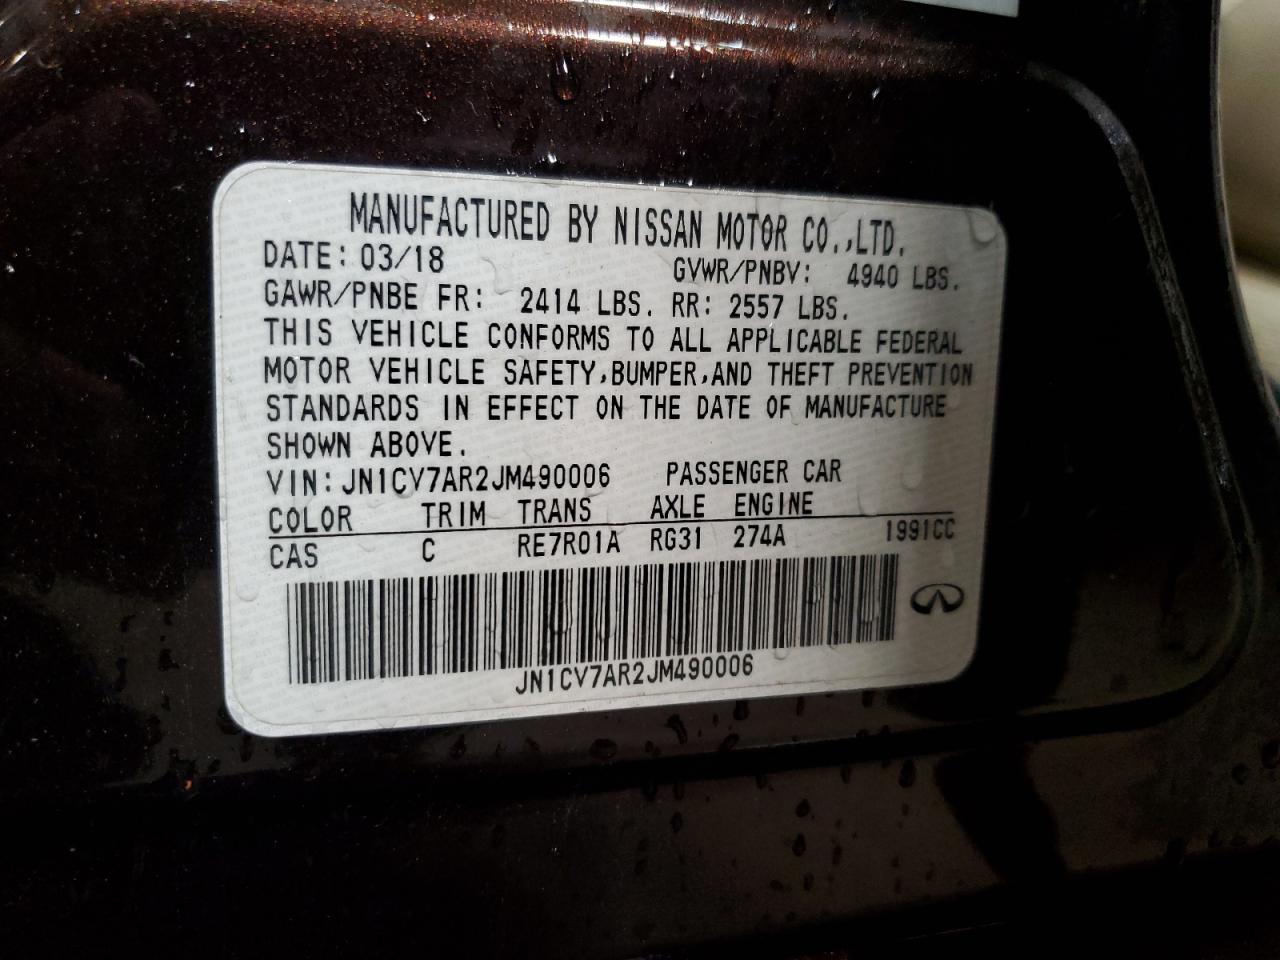 MANUFACTURED BY NISSAN MOTOR CO.,LTD.
DATE: 03/18 GVWR/PNBV: 4940 LBS.
GAWR/PNBE FR: 2414 LBS. RR: 2557 LBS.
THIS VEHICLE CONFORMS TO ALL APPLICABLE FEDERAL
MOTOR VEHICLE SAFETY,BUMPER,AND THEFT PREVENTION
STANDARDS IN EFFECT ON THE DATE OF MANUFACTURE
SHOWN ABOVE.
VIN: JN1CV7AR2JM490006 PASSENGER CAR
COLOR TRIM TRANS AXLE ENGINE
CAS C RE7R01A RG31 274A 1991CC
JN1CV7AR2JM490006